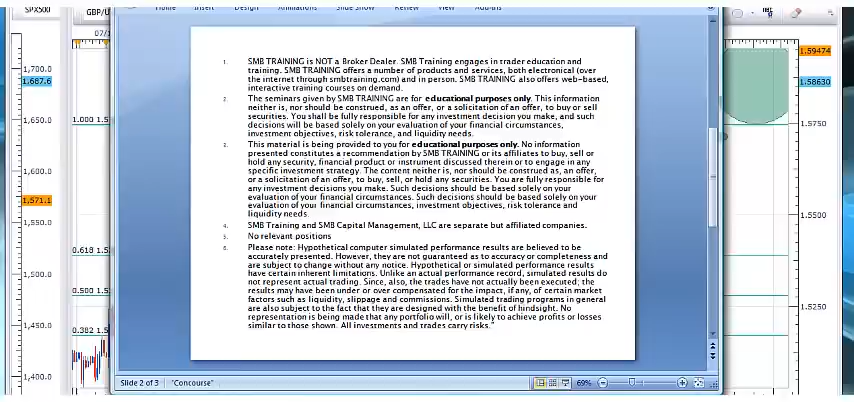 SPX500
GBP/U
Home Insert Design Animations Slide Show Review View Add-Ins
07/1
1,700.0
1,687.6
1,650.0
1,600.0
1,571.1
1,550.0
1,500.0
1,450.0
1,400.0
1.000 1.5
0.618 1.5
0.500 1.5
0.382 1.5
1. SMB TRAINING is NOT a Broker Dealer. SMB Training engages in trader education and
training. SMB TRAINING offers a number of products and services, both electronical (over
the internet through smbtraining.com) and in person. SMB TRAINING also offers web-based,
interactive training courses on demand.
2. The seminars given by SMB TRAINING are for educational purposes only. This information
neither is, nor should be construed, as an offer, or a solicitation of an offer, to buy or sell
securities. You shall be fully responsible for any investment decision you make, and such
decisions will be based solely on your evaluation of your financial circumstances,
investment objectives, risk tolerance, and liquidity needs.
3. This material is being provided to you for educational purposes only. No information
presented constitutes a recommendation by SMB TRAINING or its affiliates to buy, sell or
hold any security, financial product or instrument discussed therein or to engage in any
specific investment strategy. The content neither is, nor should be construed as, an offer,
or a solicitation of an offer, to buy, sell, or hold any securities. You are fully responsible for
any investment decisions you make. Such decisions should be based solely on your
evaluation of your financial circumstances. Such decisions should be based solely on your
evaluation of your financial circumstances, investment objectives, risk tolerance and
liquidity needs.
4. SMB Training and SMB Capital Management, LLC are separate but affiliated companies.
5. No relevant positions
6. Please note: Hypothetical computer simulated performance results are believed to be
accurately presented. However, they are not guaranteed as to accuracy or completeness and
are subject to change without any notice. Hypothetical or simulated performance results
have certain inherent limitations. Unlike an actual performance record, simulated results do
not represent actual trading. Since, also, the trades have not actually been executed; the
results may have been under or over compensated for the impact, if any, of certain market
factors such as liquidity, slippage and commissions. Simulated trading programs in general
are also subject to the fact that they are designed with the benefit of hindsight. No
representation is being made that any portfolio will, or is likely to achieve profits or losses
similar to those shown. All investments and trades carry risks."
Slide 2 of 3 "Concourse" 69%
1.59474
1.58630
1.5750
1.5500
1.5250